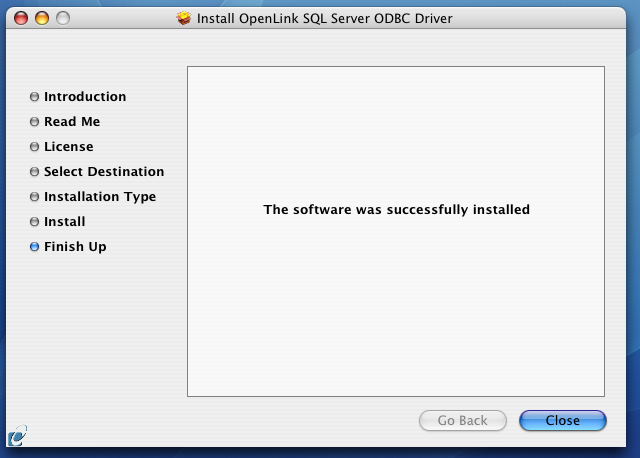 Install OpenLink SQL Server ODBC Driver
Introduction
Read Me
License
Select Destination
Installation Type
Install
Finish Up
The software was successfully installed
Go Back
Close